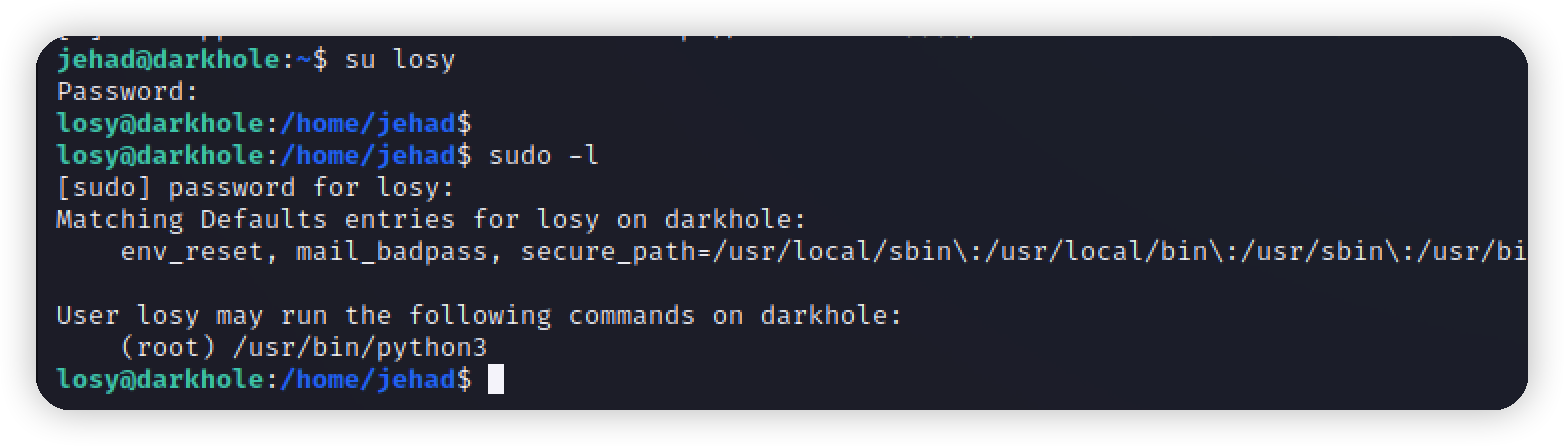 jehad@darkhole:~$ su losy
Password:
losy@darkhole:/home/jehad$
losy@darkhole:/home/jehad$ sudo -l
[sudo] password for losy:
Matching Defaults entries for losy on darkhole:
    env_reset, mail_badpass, secure_path=/usr/local/sbin\:/usr/local/bin\:/usr/sbin\:/usr/bi

User losy may run the following commands on darkhole:
    (root) /usr/bin/python3
losy@darkhole:/home/jehad$